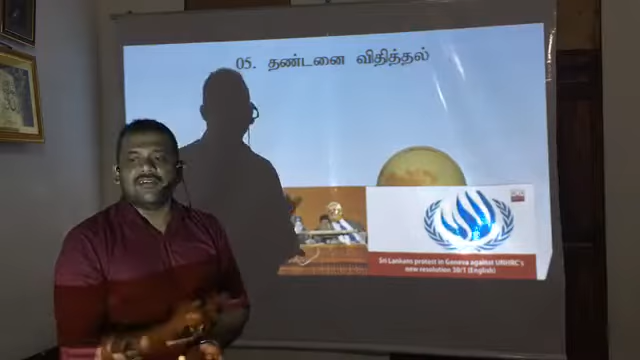 05. தண்டனை விதித்தல்
Sri Lankans protest in Geneva against UNHRC's
new resolution 30/1 (English)